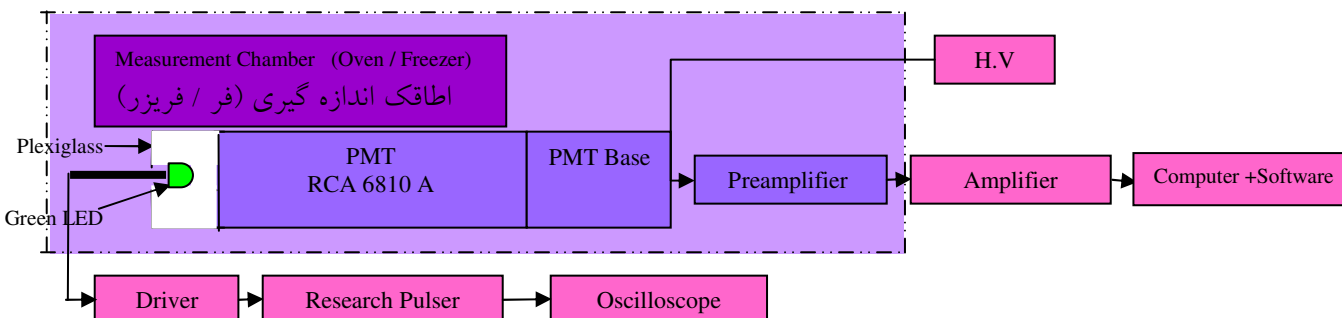 Measurement Chamber (Oven / Freezer)
اطاقک اندازه گیری (فر / فریزر)
H.V
Plexiglass
PMT
RCA 6810 A
PMT Base
Preamplifier
Amplifier
Computer +Software
Green LED
Driver
Research Pulser
Oscilloscope